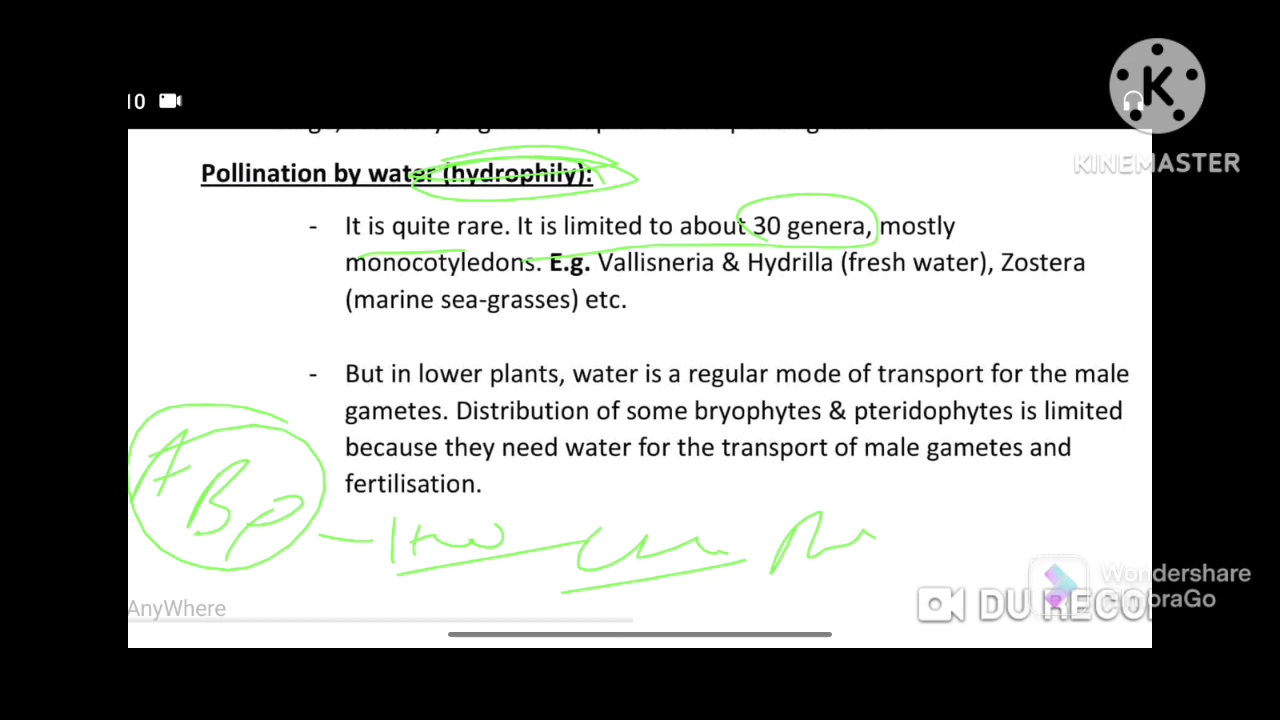 10
KINEMASTER
Pollination by water (hydrophily):
- It is quite rare. It is limited to about 30 genera, mostly
monocotyledons. E.g. Vallisneria & Hydrilla (fresh water), Zostera
(marine sea-grasses) etc.
- But in lower plants, water is a regular mode of transport for the male
gametes. Distribution of some bryophytes & pteridophytes is limited
because they need water for the transport of male gametes and
fertilisation.
A
BP
Wondershare
AnyWhere
DU RECO